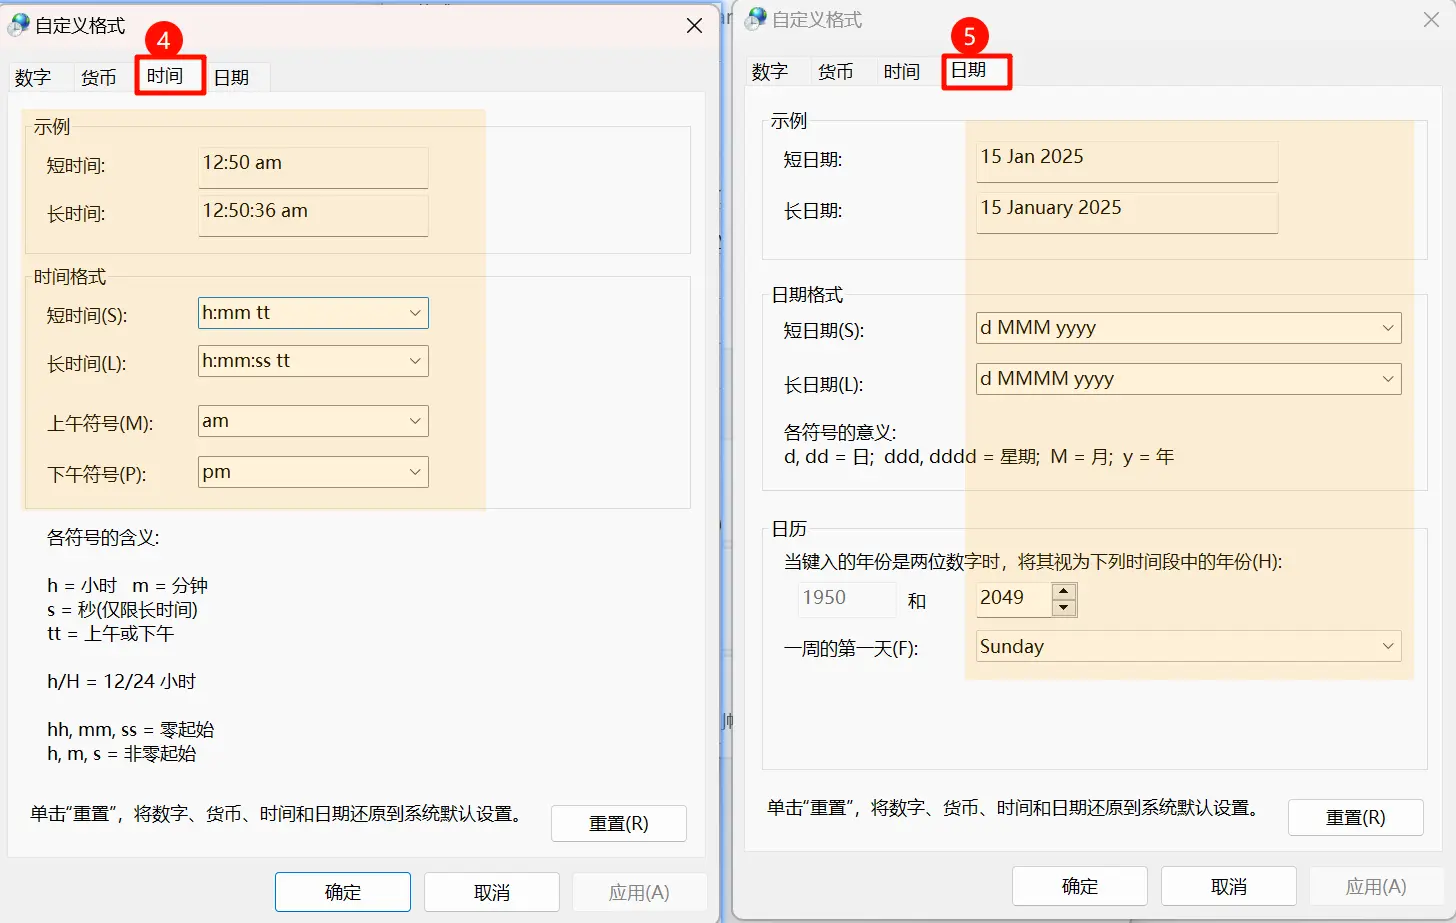 自定义格式
4
数字 货币 时间 日期
示例
短时间: 12:50 am
长时间: 12:50:36 am
时间格式
短时间(S): h:mm tt
长时间(L): h:mm:ss tt
上午符号(M): am
下午符号(P): pm
各符号的含义:
h = 小时 m = 分钟
s = 秒(仅限长时间)
tt = 上午或下午
h/H = 12/24 小时
hh, mm, ss = 零起始
h, m, s = 非零起始
单击“重置”，将数字、货币、时间和日期还原到系统默认设置。 重置(R)
确定 取消 应用(A)
自定义格式
5
数字 货币 时间 日期
示例
短日期: 15 Jan 2025
长日期: 15 January 2025
日期格式
短日期(S): d MMM yyyy
长日期(L): d MMMM yyyy
各符号的意义:
d, dd = 日; ddd, dddd = 星期; M = 月; y = 年
日历
当键入的年份是两位数字时，将其视为下列时间段中的年份(H):
1950 和 2049
一周的第一天(F): Sunday
单击“重置”，将数字、货币、时间和日期还原到系统默认设置。 重置(R)
确定 取消 应用(A)